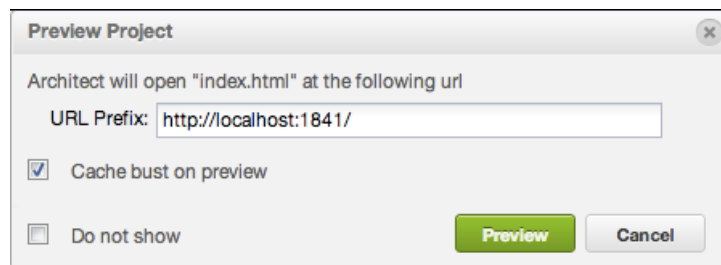 Preview Project
Architect will open "index.html" at the following url
URL Prefix: http://localhost:1841/
Cache bust on preview
Do not show
Preview Cancel